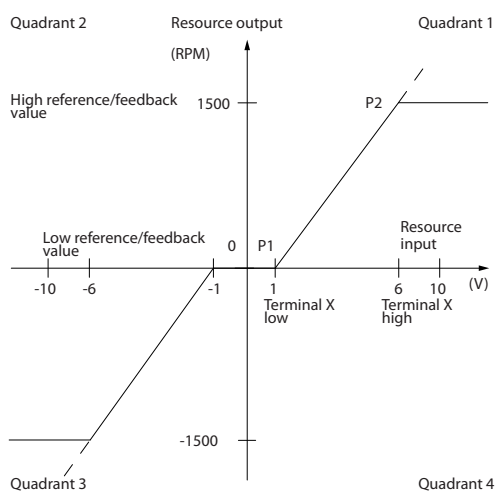 Quadrant 2
Resource output
Quadrant 1
(RPM)
High reference/feedback
value
1500
P2
Low reference/feedback
value
0
P1
Resource
input
-10
-6
-1
1
6
10
(V)
Terminal X
low
Terminal X
high
-1500
Quadrant 3
Quadrant 4